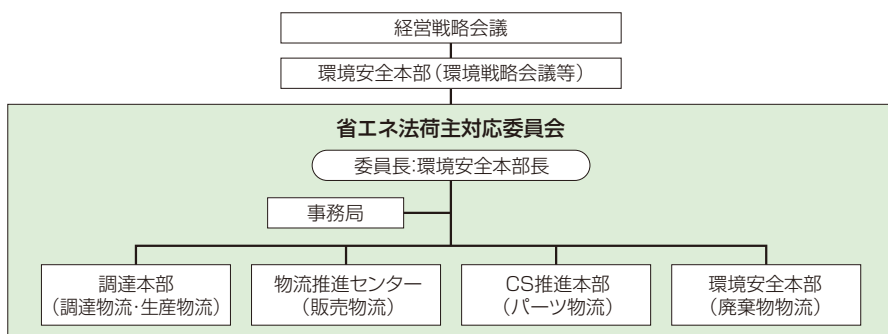 経営戦略会議
環境安全本部(環境戦略会議等)
省エネ法荷主対応委員会
委員長:環境安全本部長
事務局
調達本部
(調達物流・生産物流)
物流推進センター
(販売物流)
CS推進本部
(パーツ物流)
環境安全本部
(廃棄物物流)